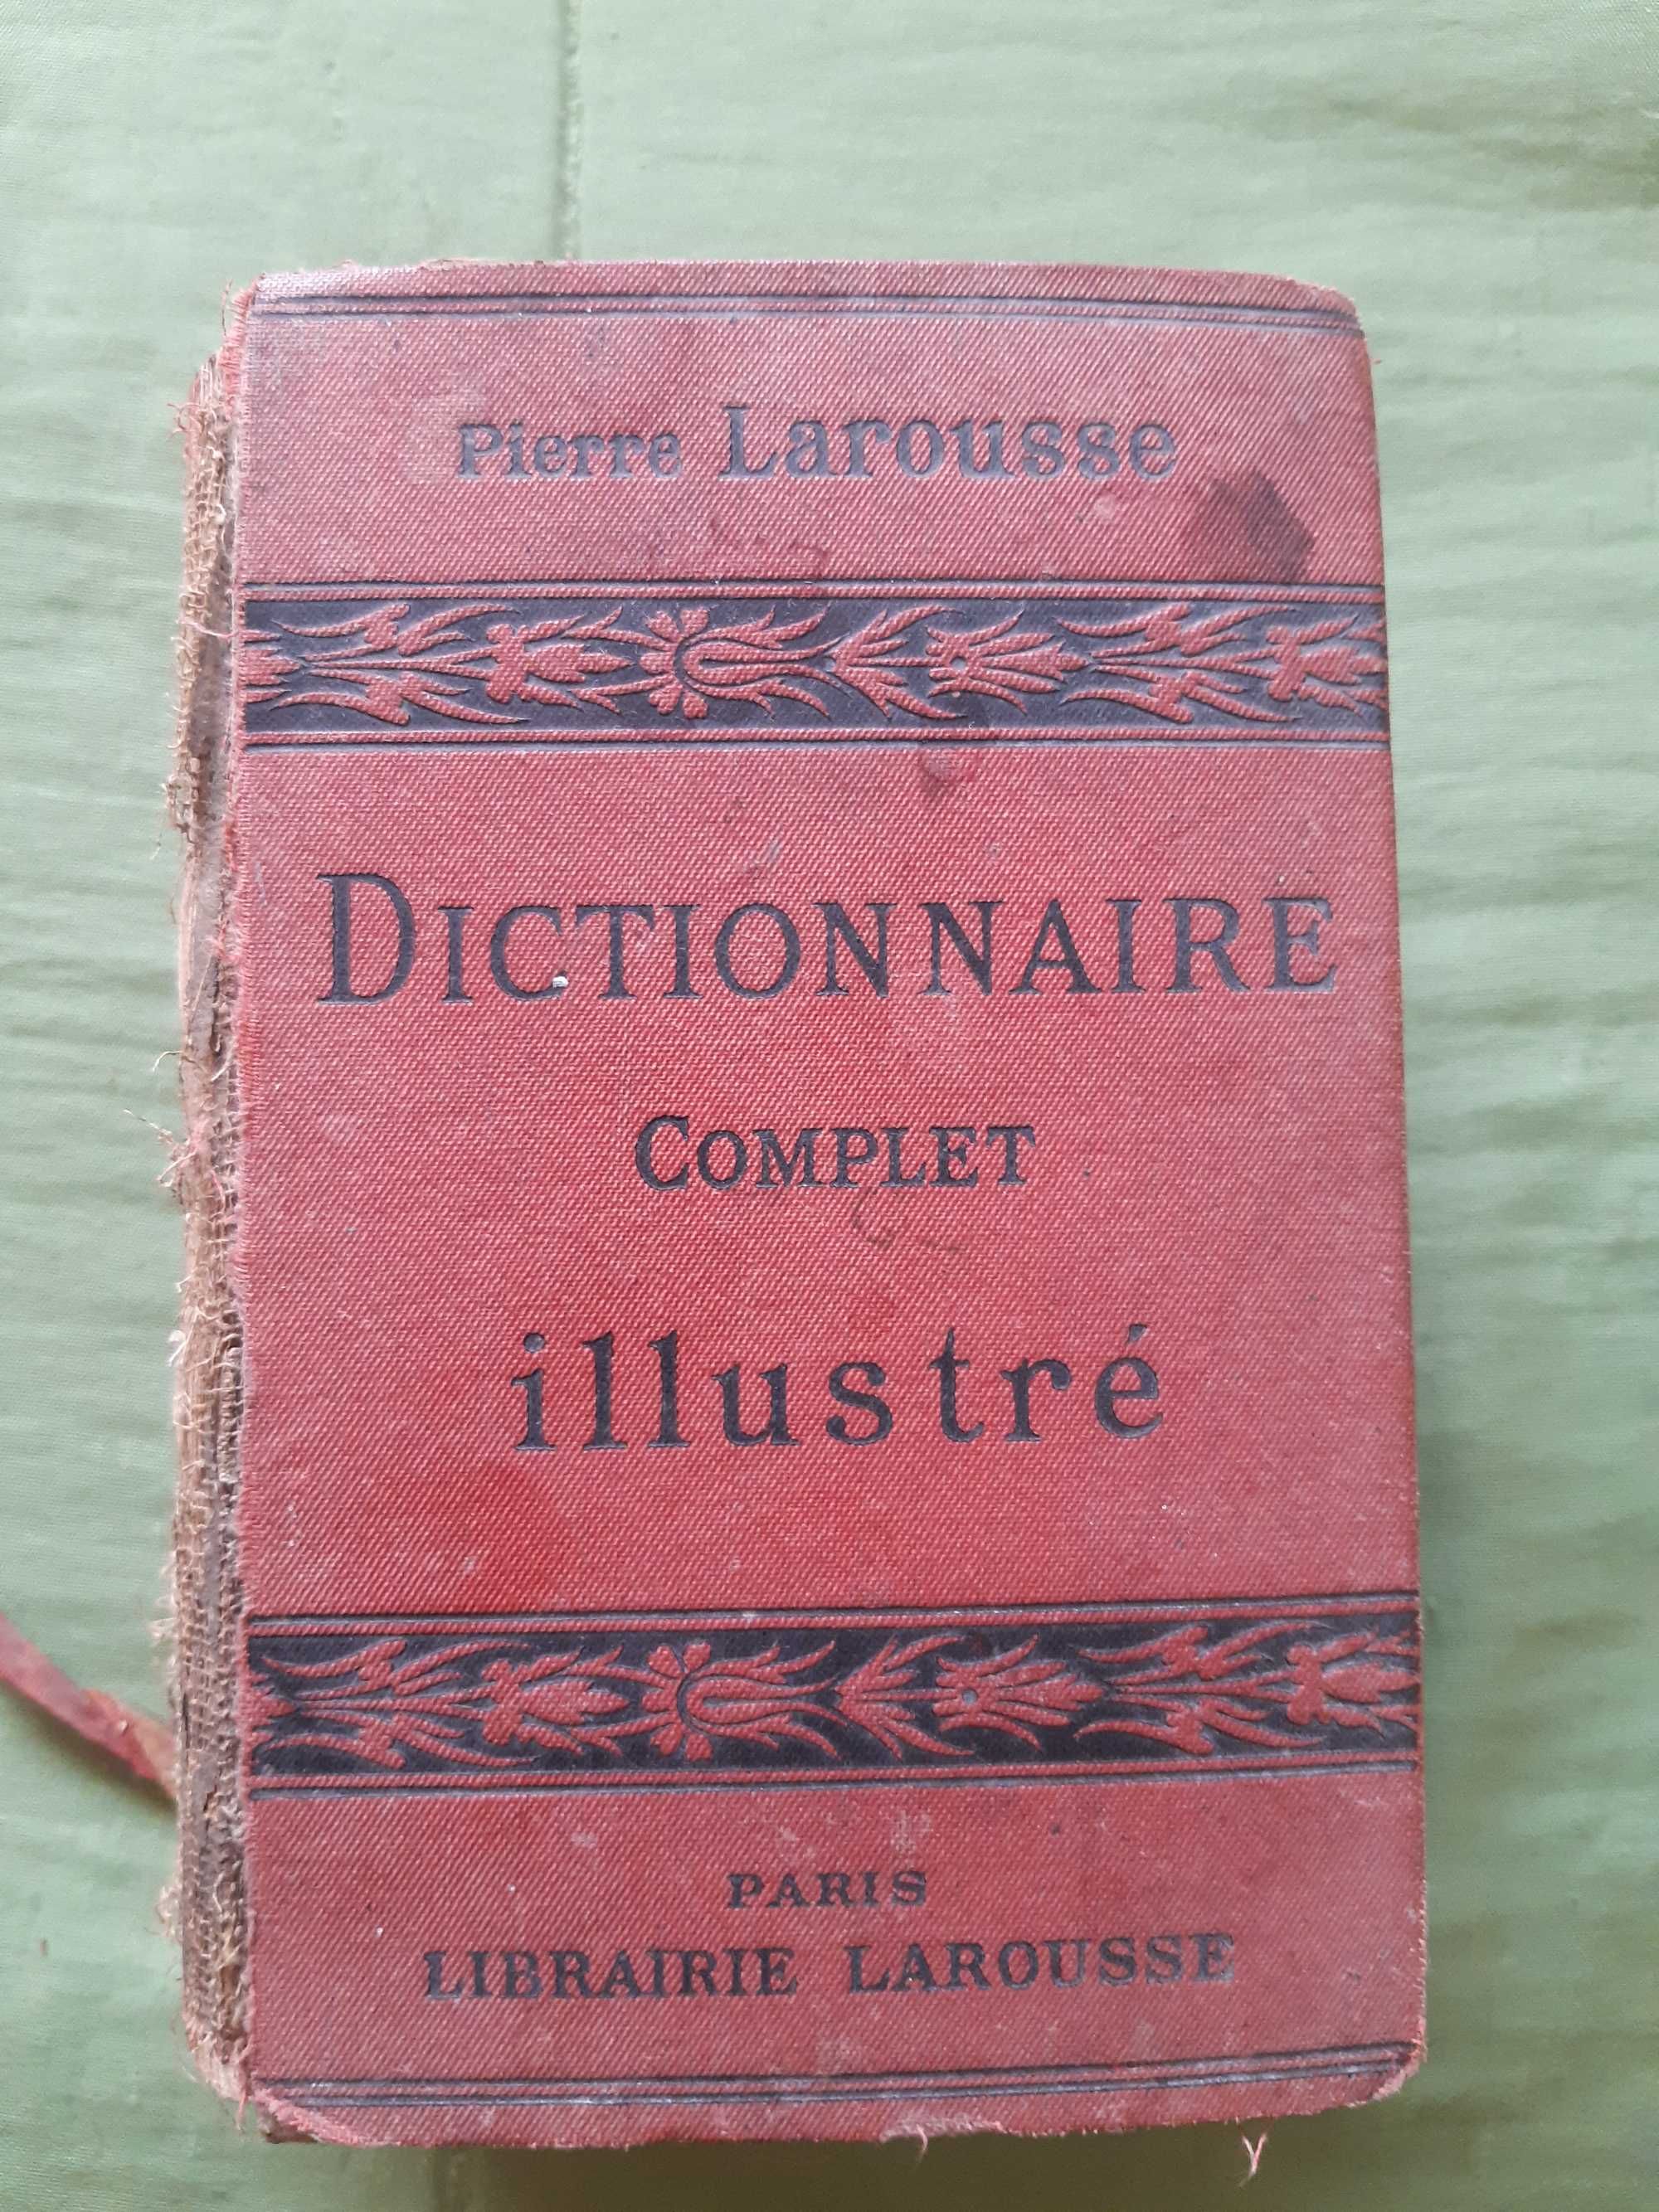 Pierre Larousse
DICTIONNAIRE
COMPLET
illustré
PARIS
LIBRAIRIE LAROUSSE